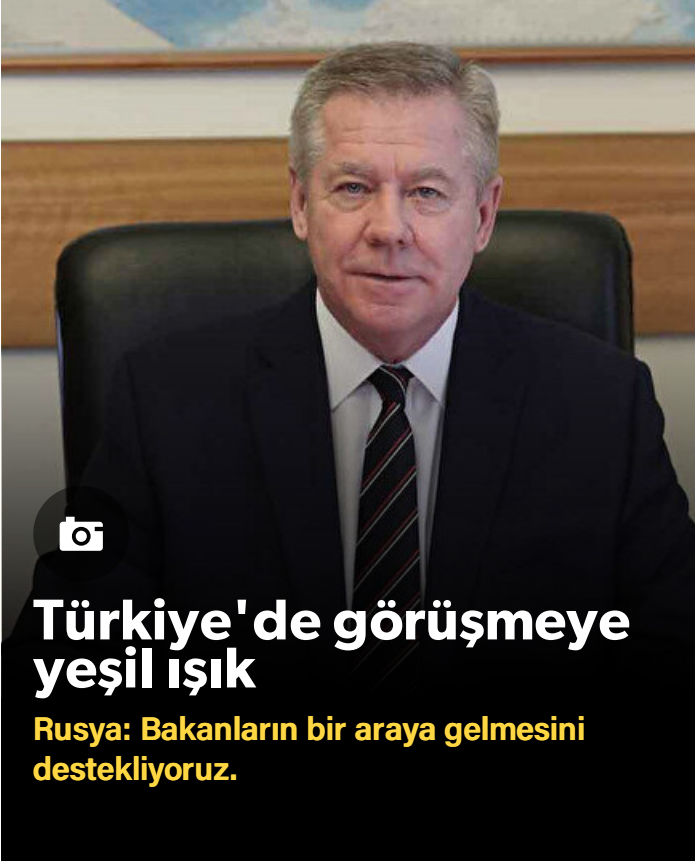 Türkiye'de görüşmeye
yeşil ışık
Rusya: Bakanların bir araya gelmesini
destekliyoruz.